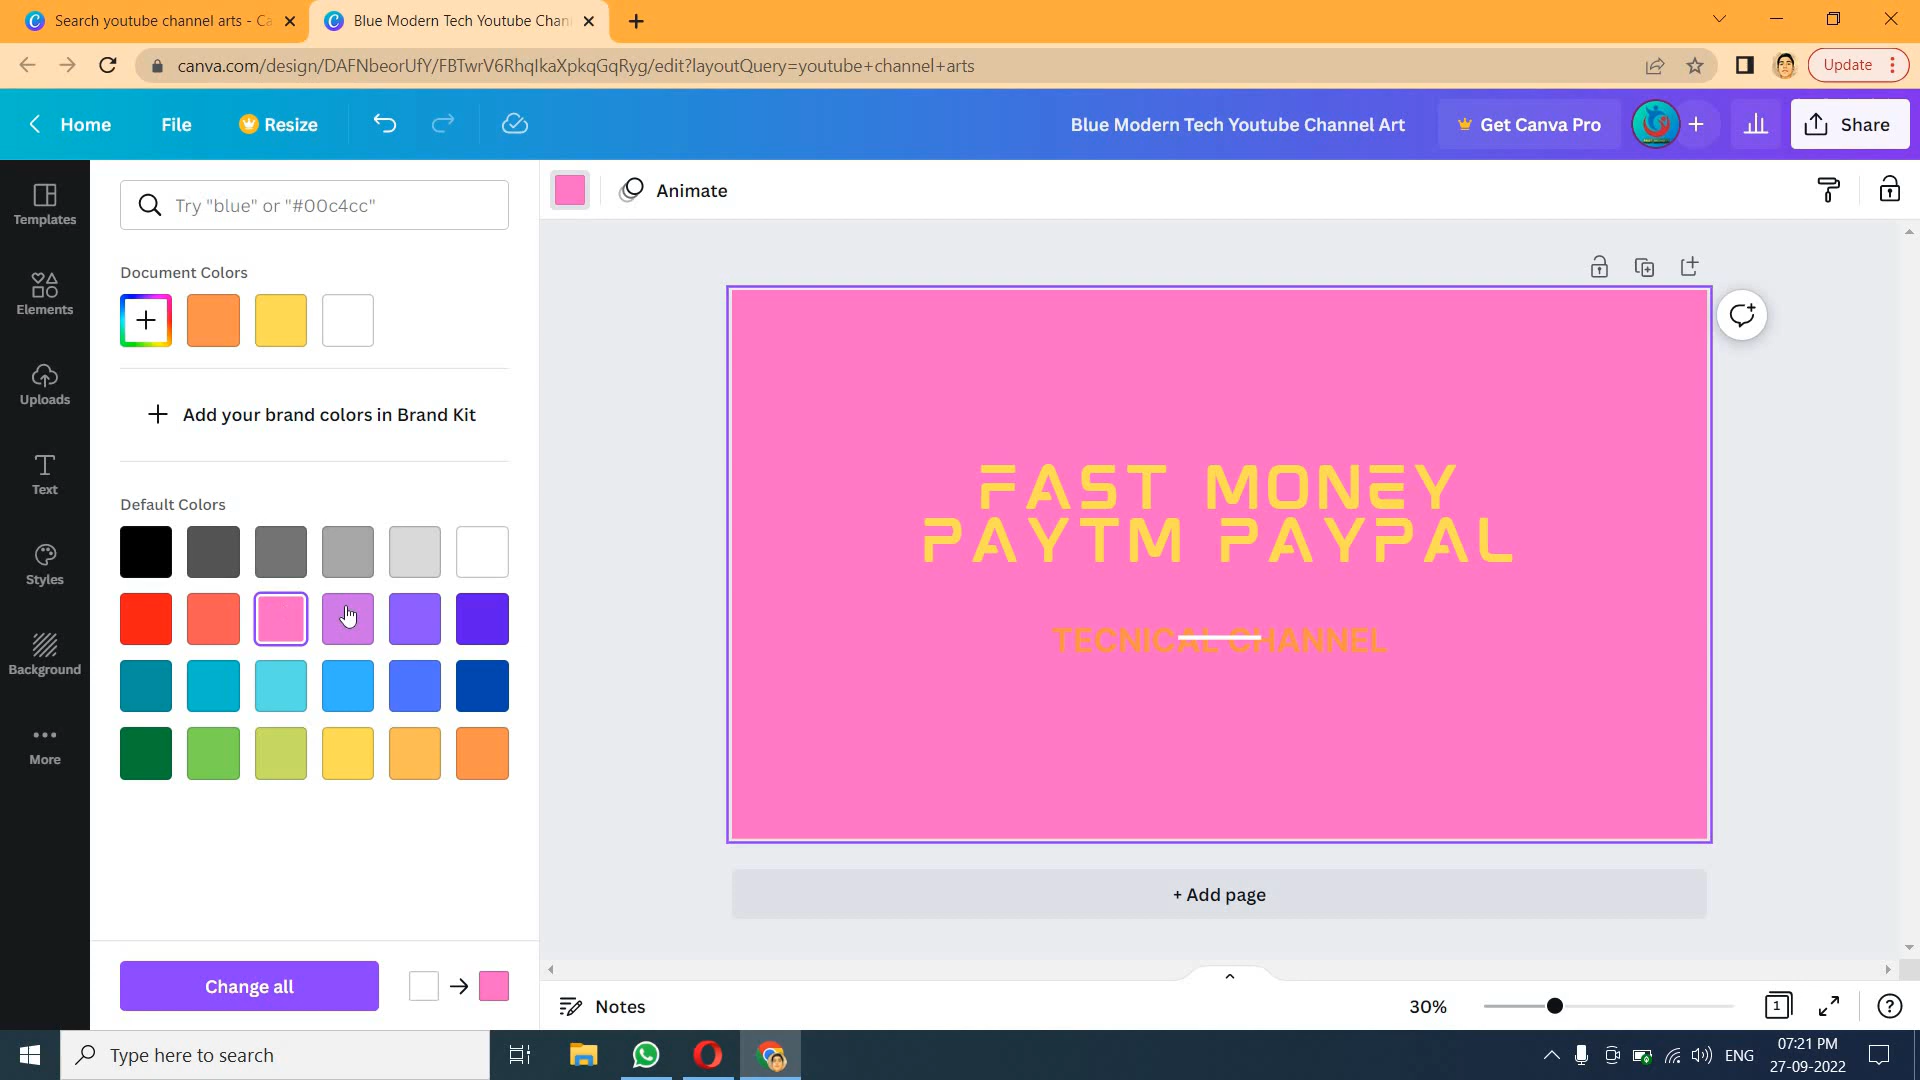 Search youtube channel arts - Ca
Blue Modern Tech Youtube Chan
canva.com/design/DAFNbeorUfY/FBTwrV6RhqIkaXpkqGqRyg/edit?layoutQuery=youtube+channel+arts
Update
Home
File
Resize
Blue Modern Tech Youtube Channel Art
Get Canva Pro
Share
Templates
Elements
Uploads
Text
Styles
Background
More
Try "blue" or "#00c4cc"
Document Colors
Add your brand colors in Brand Kit
Default Colors
Change all
Animate
FAST MONEY
PAYTM PAYPAL
TECNICAL CHANNEL
+ Add page
Notes
30%
1
Type here to search
ENG
07:21 PM
27-09-2022